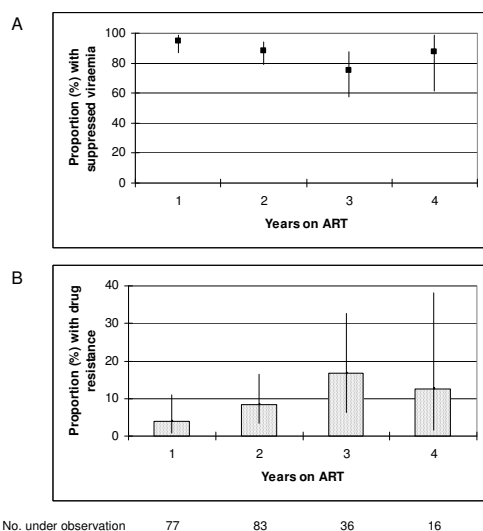 A
Proportion (%) with
suppressed viraemia
100
80
60
40
20
0
1 2 3 4
Years on ART
B
Proportion (%) with drug
resistance
40
30
20
10
0
1 2 3 4
Years on ART
No. under observation 77 83 36 16